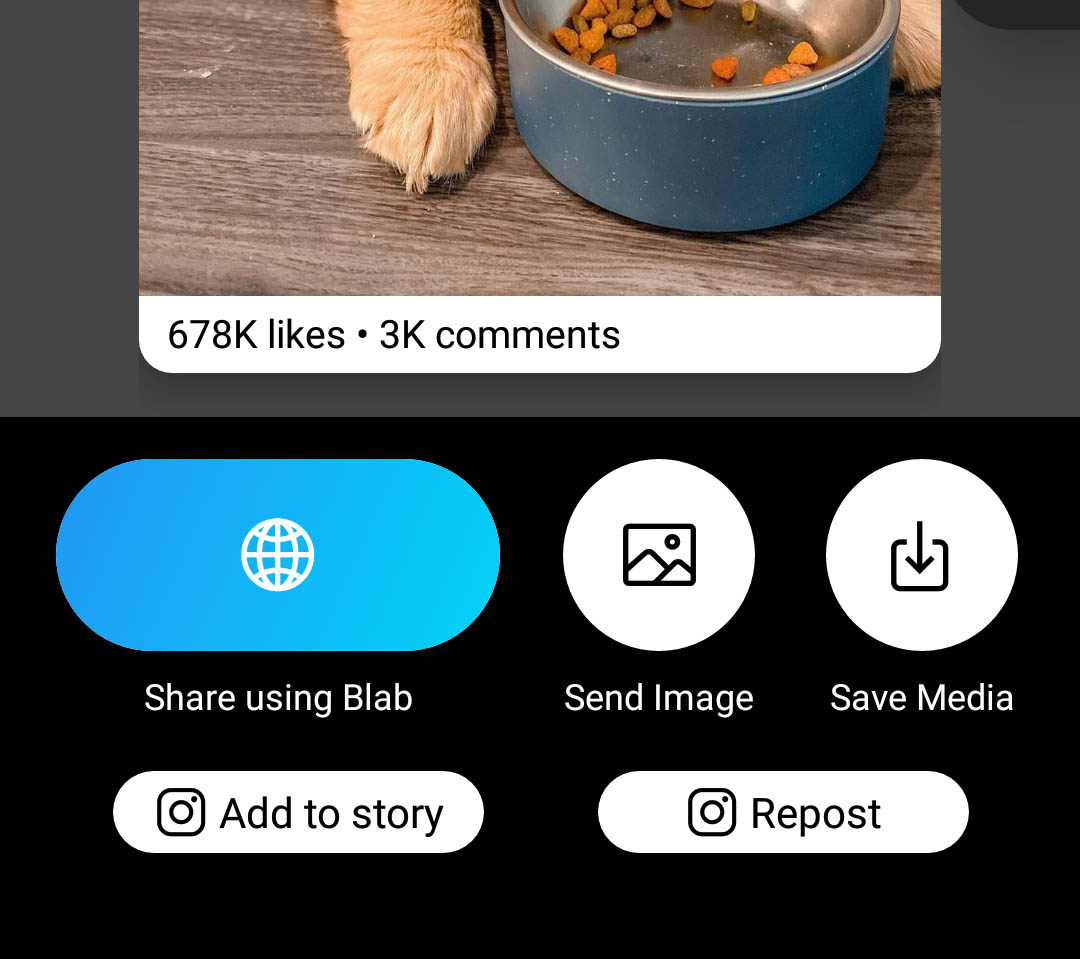 678K likes • 3K comments
Share using Blab
Send Image
Save Media
Add to story
Repost